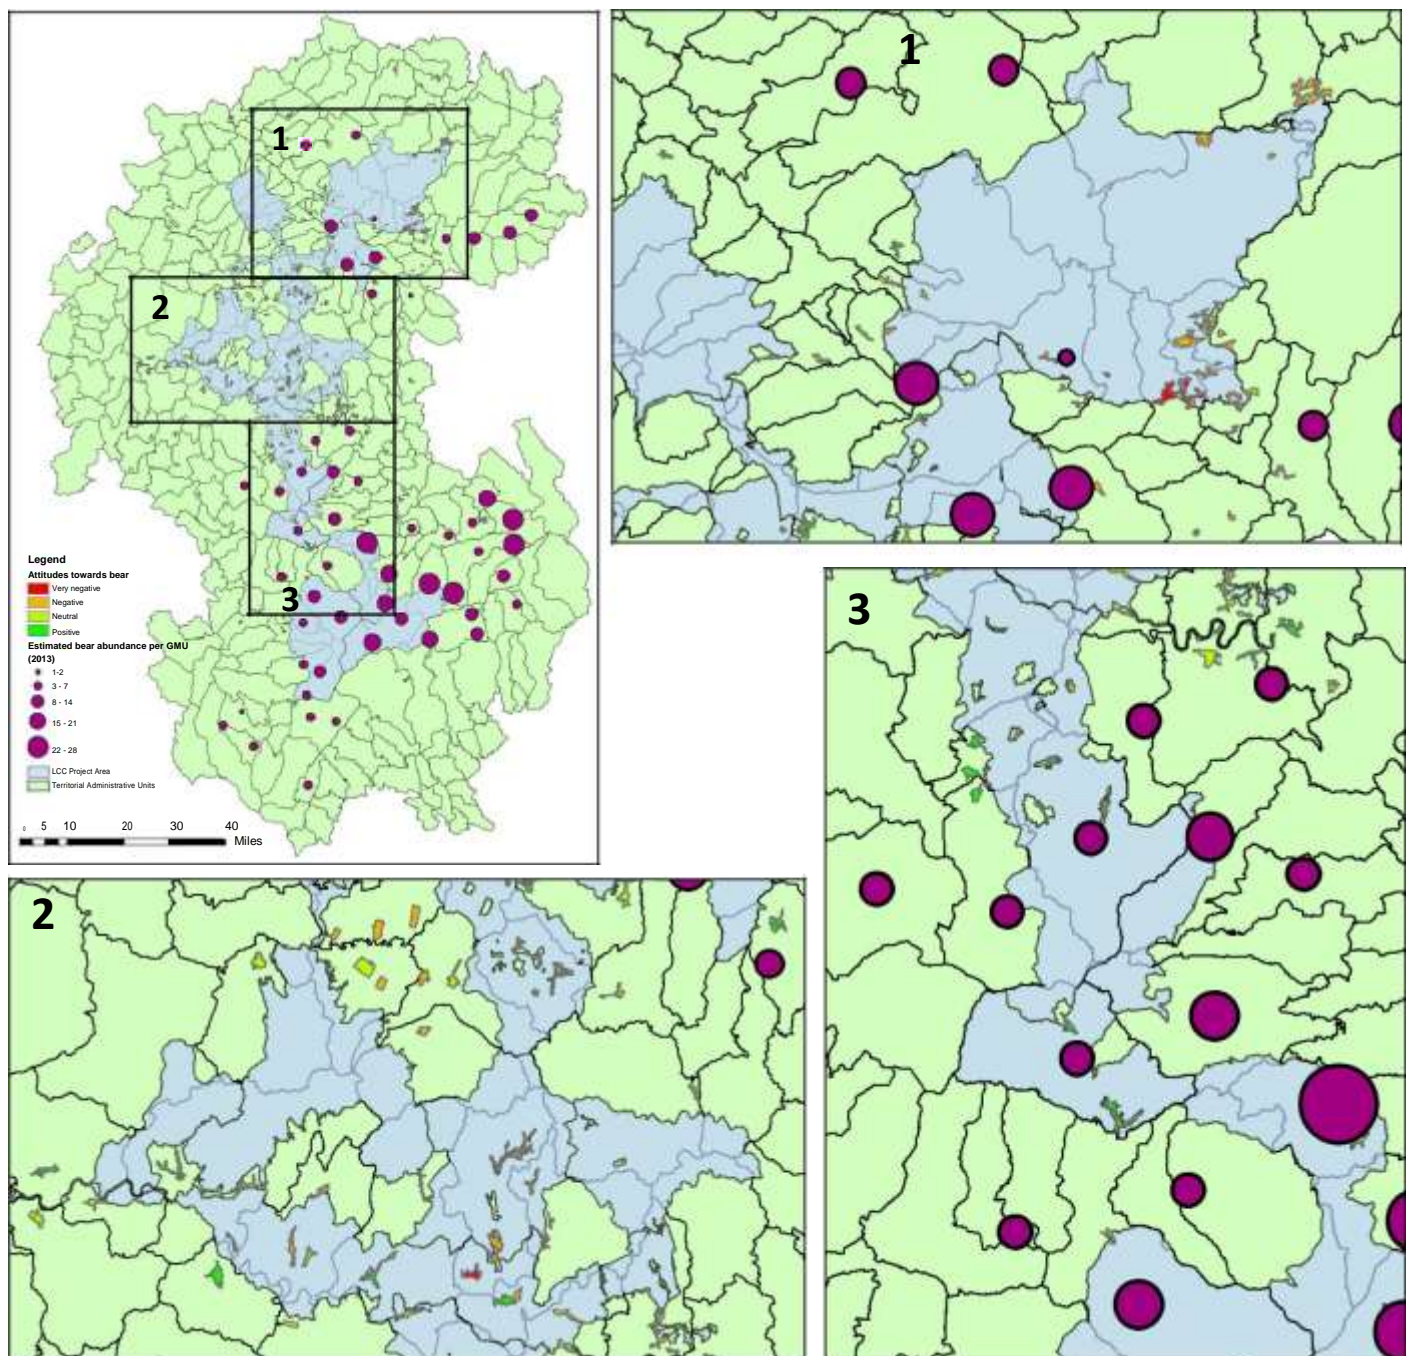 1
2
3
Legend
Attitudes towards bear
Very negative
Negative
Neutral
Positive
Estimated bear abundance per GMU
(2013)
1-2
3 - 7
8 - 14
15 - 21
22 - 28
LCC Project Area
Territorial Administrative Units
0 5 10 20 30 40
Miles
1
2
3